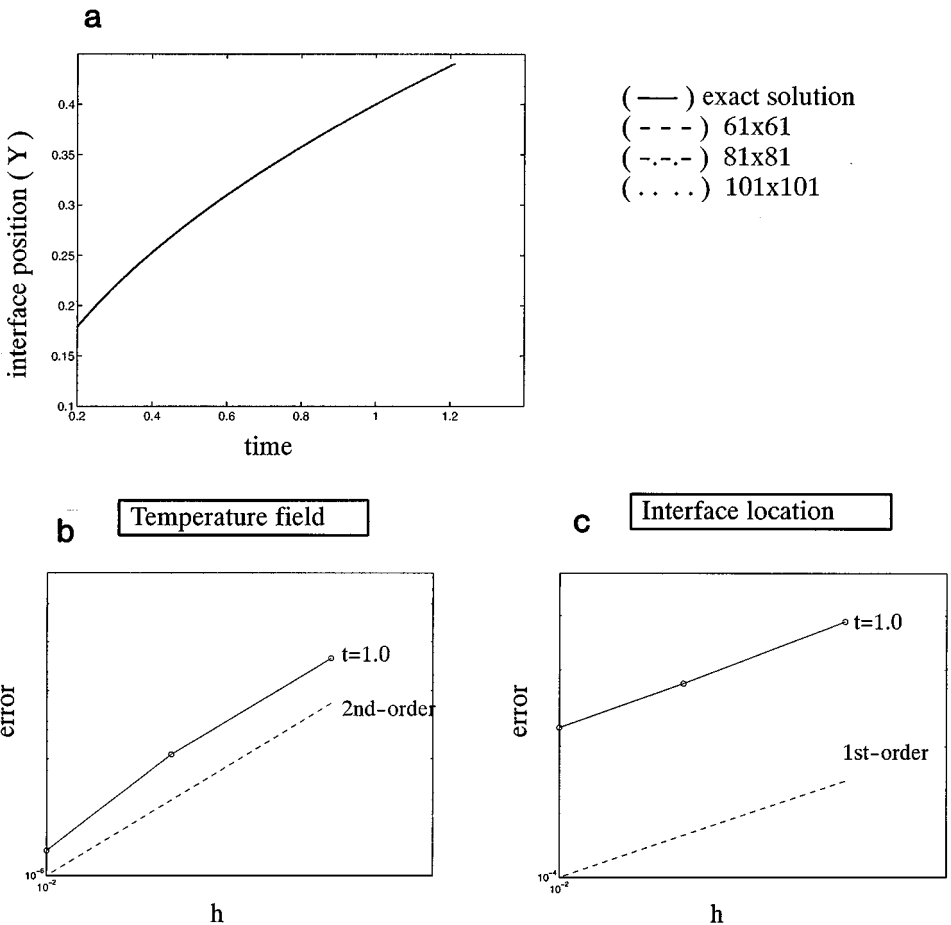 a
0.4
0.35
0.3
0.25
0.2
0.15
0.1
0.2 0.4 0.6 0.8 1 1.2
interface position ( Y )
time
( —— ) exact solution
( - - - - ) 61x61
( -.-.- ) 81x81
( . . . . ) 101x101
b
Temperature field
t=1.0
2nd-order
error
10⁻⁶
10⁻²
h
c
Interface location
t=1.0
1st-order
error
10⁻⁴
10⁻²
h